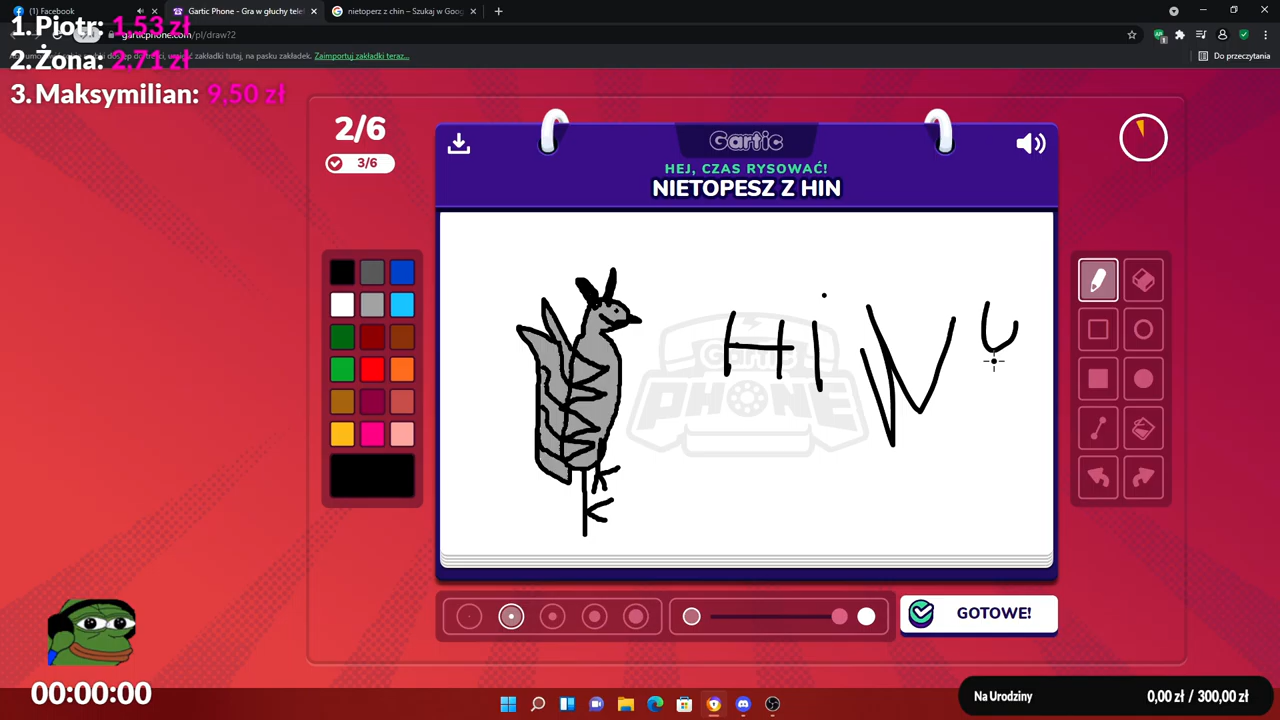 Facebook
Gartic Phone - Gra w głuchy telef
nietoperz z chin – Szukaj w Goog
garticphone.com/pl/draw?2
Zaimportuj zakładki teraz...
Do przeczytania
1. Piotr: 1,53 zł
2. Żona: 2,71 zł
3. Maksymilian: 9,50 zł
2/6
3/6
Gartic
HEJ, CZAS RYSOWAĆ!
NIETOPESZ Z HIN
Gartic
PHONE
HiN
GOTOWE!
00:00:00
Na Urodziny 0,00 zł / 300,00 zł